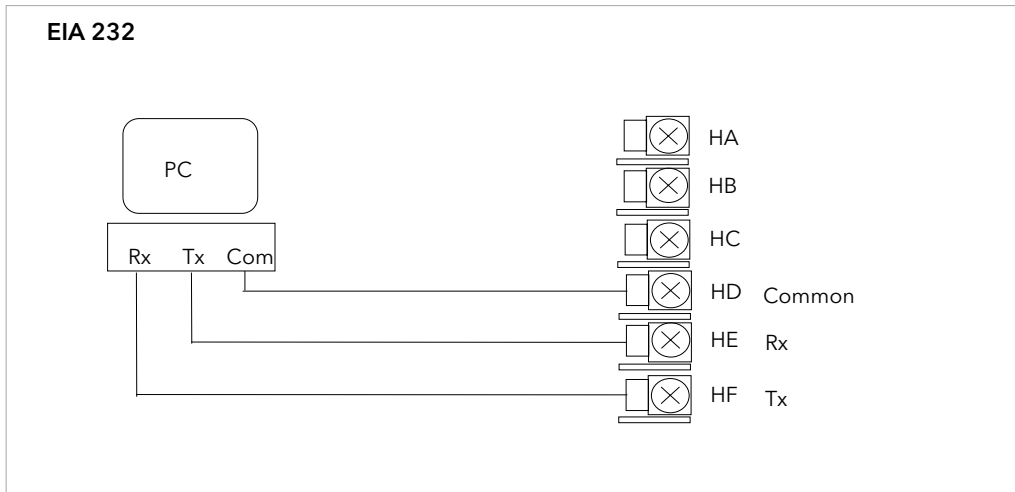 EIA 232
HA
PC
HB
HC
Rx Tx Com
HD Common
HE Rx
HF Tx